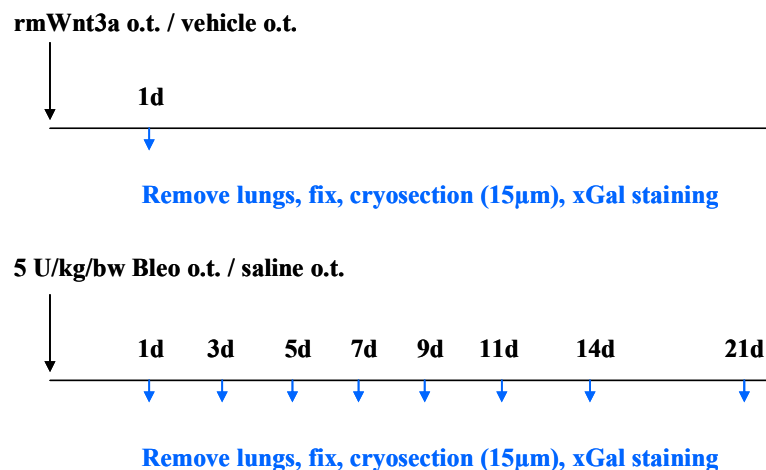 rmWnt3a o.t. / vehicle o.t.
1d
Remove lungs, fix, cryosection (15µm), xGal staining
5 U/kg/bw Bleo o.t. / saline o.t.
1d 3d 5d 7d 9d 11d 14d 21d
Remove lungs, fix, cryosection (15µm), xGal staining